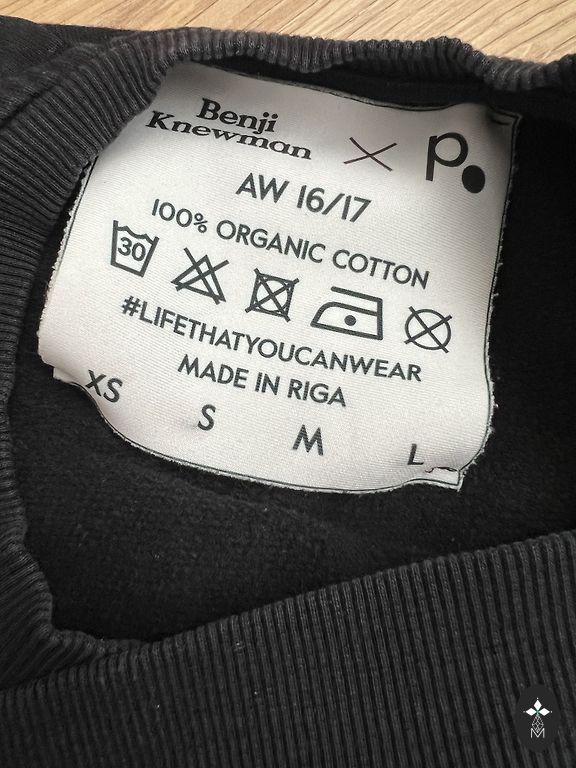 Benji
Knewman × p.
AW 16/17
100% ORGANIC COTTON
30
#LIFETHATYOUCANWEAR
MADE IN RIGA
XS S M L
M